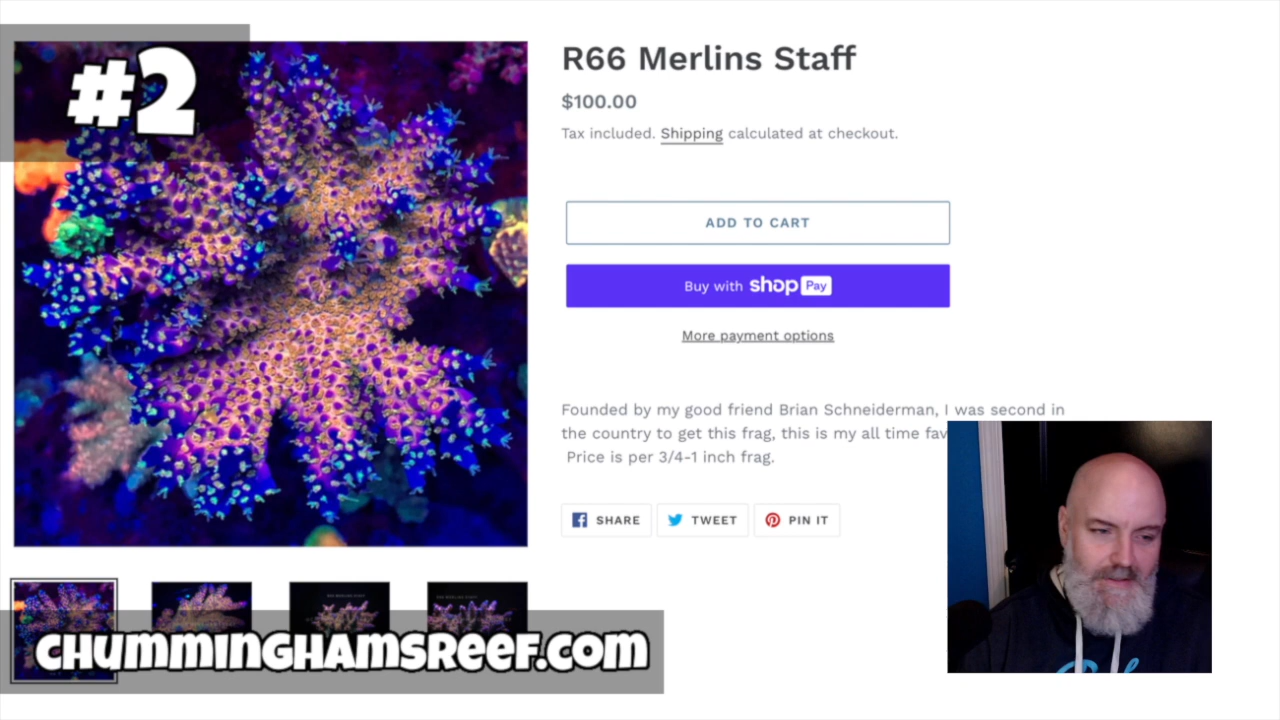 #2
R66 Merlins Staff
$100.00
Tax included. Shipping calculated at checkout.
ADD TO CART
Buy with shop Pay
More payment options
Founded by my good friend Brian Schneiderman, I was second in
the country to get this frag, this is my all time fav
Price is per 3/4-1 inch frag.
SHARE
TWEET
PIN IT
CHUMMINGHAMSREEF.COM